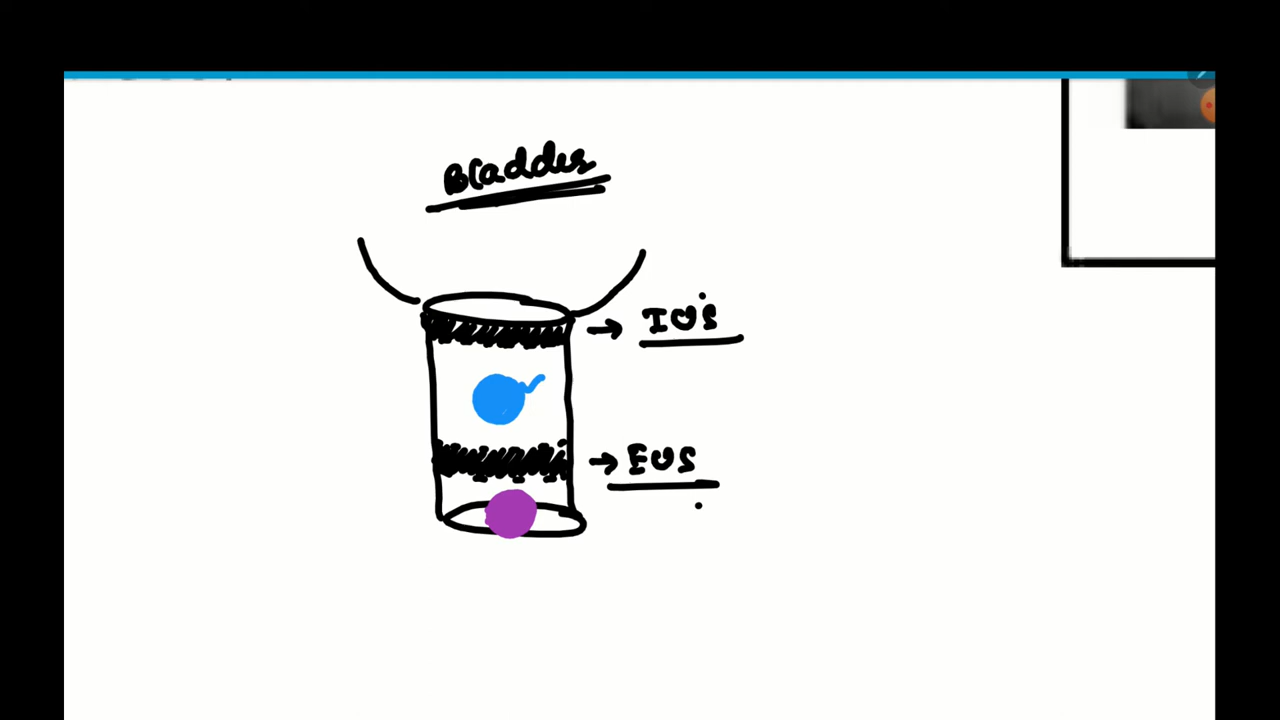 Bladder
→ IUS
→ EUS